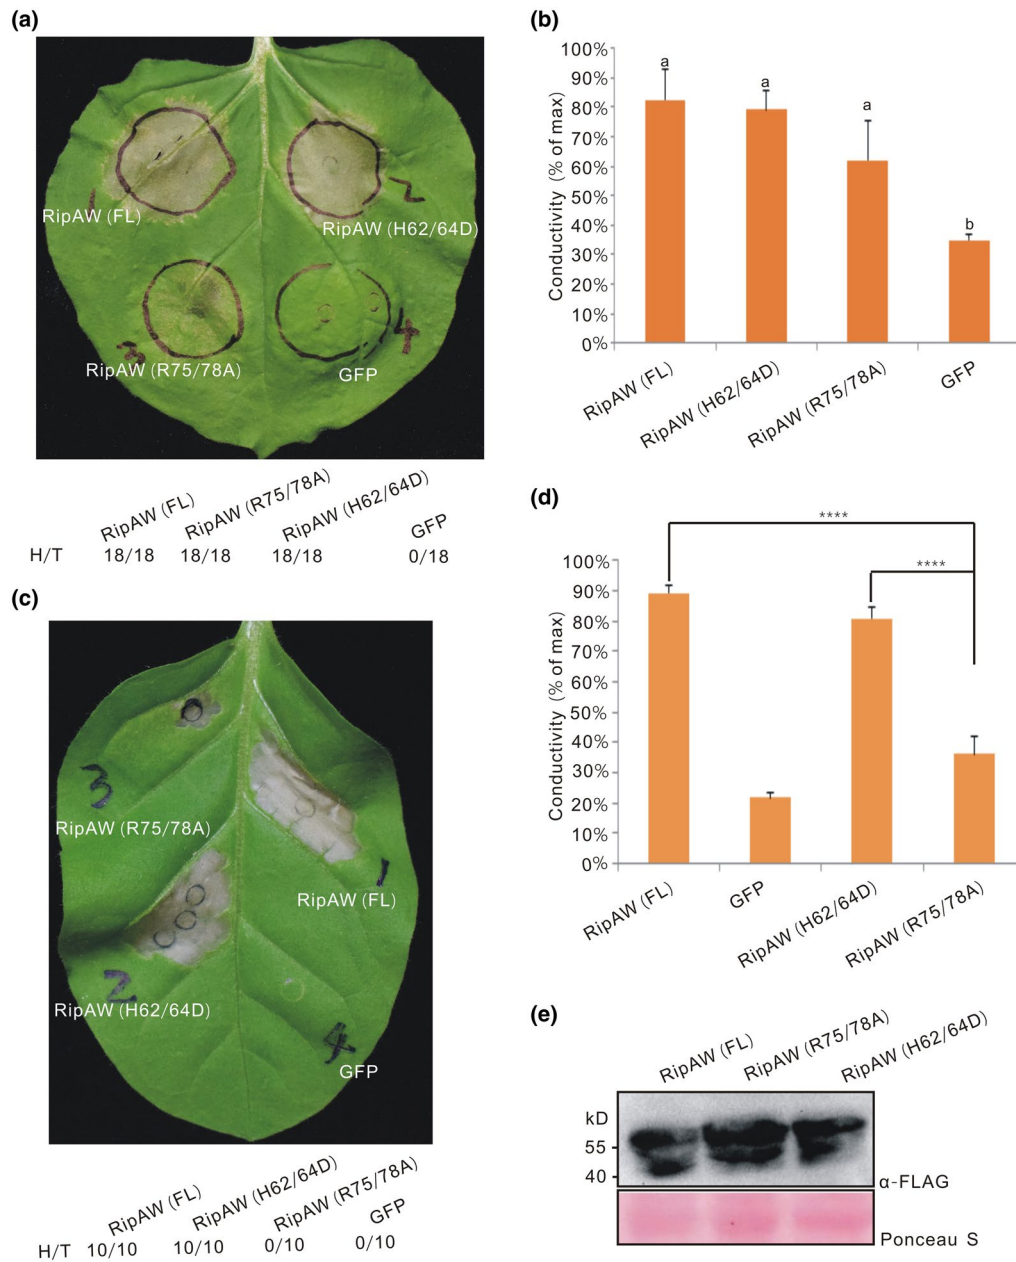 (a)
1
2
RipAW (FL)
RipAW (H62/64D)
3
4
RipAW (R75/78A)
GFP
RipAW (FL) RipAW (R75/78A) RipAW (H62/64D) GFP
H/T 18/18 18/18 18/18 0/18
(b)
Conductivity (% of max)
100%
90%
80%
70%
60%
50%
40%
30%
20%
10%
0%
a a a b
RipAW (FL) RipAW (H62/64D) RipAW (R75/78A) GFP
(c)
3
RipAW (R75/78A)
1
RipAW (FL)
2
RipAW (H62/64D)
4
GFP
RipAW (FL) RipAW (H62/64D) RipAW (R75/78A) GFP
H/T 10/10 10/10 0/10 0/10
(d)
****
****
Conductivity (% of max)
100%
90%
80%
70%
60%
50%
40%
30%
20%
10%
0%
RipAW (FL) GFP RipAW (H62/64D) RipAW (R75/78A)
(e)
RipAW (FL) RipAW (R75/78A) RipAW (H62/64D)
kD
55
40
α-FLAG
Ponceau S